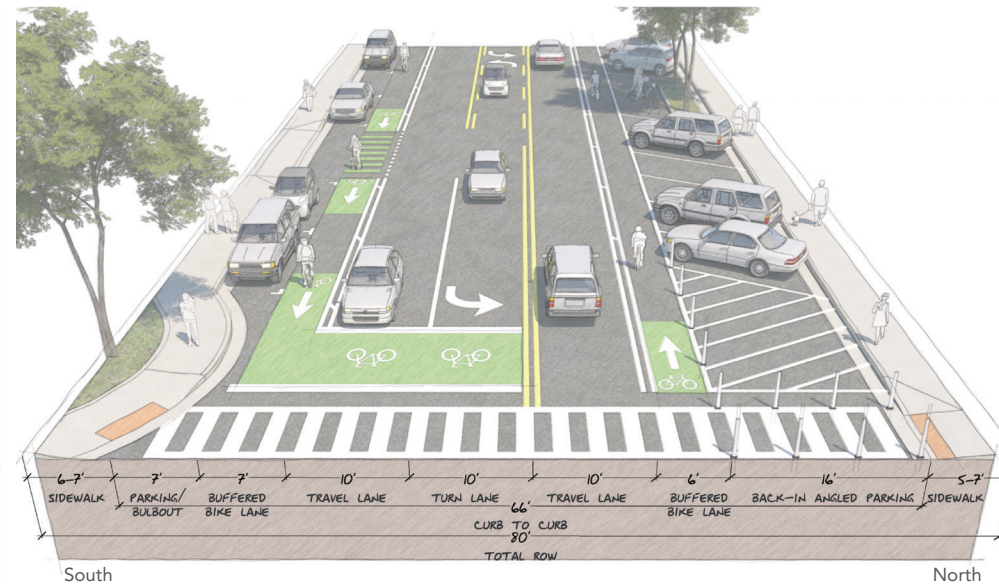 6-7' 7' 7' 10' 10' 10' 6' 16' 5-7'
SIDEWALK PARKING/ BUFFERED TRAVEL LANE TURN LANE TRAVEL LANE BUFFERED BACK-IN ANGLED PARKING SIDEWALK
BULBOUT BIKE LANE 66' BIKE LANE
CURB TO CURB
80'
TOTAL ROW
South North